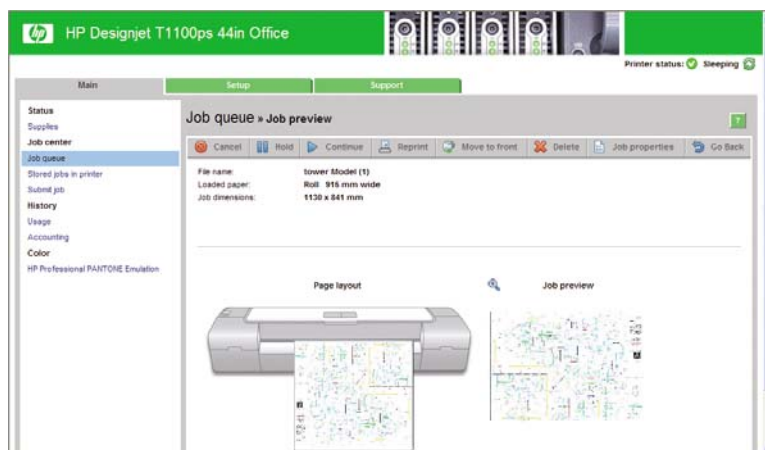 hp HP Designjet T1100ps 44in Office
Printer status: Sleeping
Main Setup Support
Status
Supplies
Job center
Job queue
Stored jobs in printer
Submit job
History
Usage
Accounting
Color
HP Professional PANTONE Emulation
Job queue » Job preview
?
Cancel Hold Continue Reprint Move to front Delete Job properties Go Back
File name: tower Model (1)
Loaded paper: Roll 915 mm wide
Job dimensions: 1130 x 841 mm
Page layout
Job preview